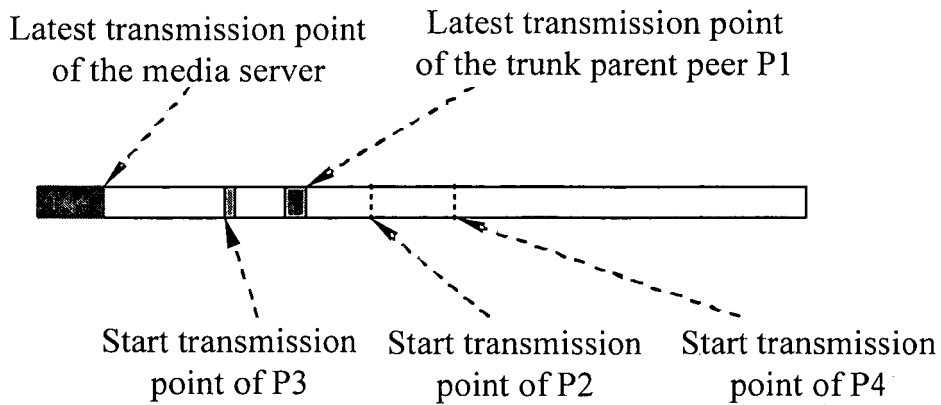 Latest transmission point
of the media server
Latest transmission point
of the trunk parent peer P1
Start transmission
point of P3
Start transmission
point of P2
Start transmission
point of P4